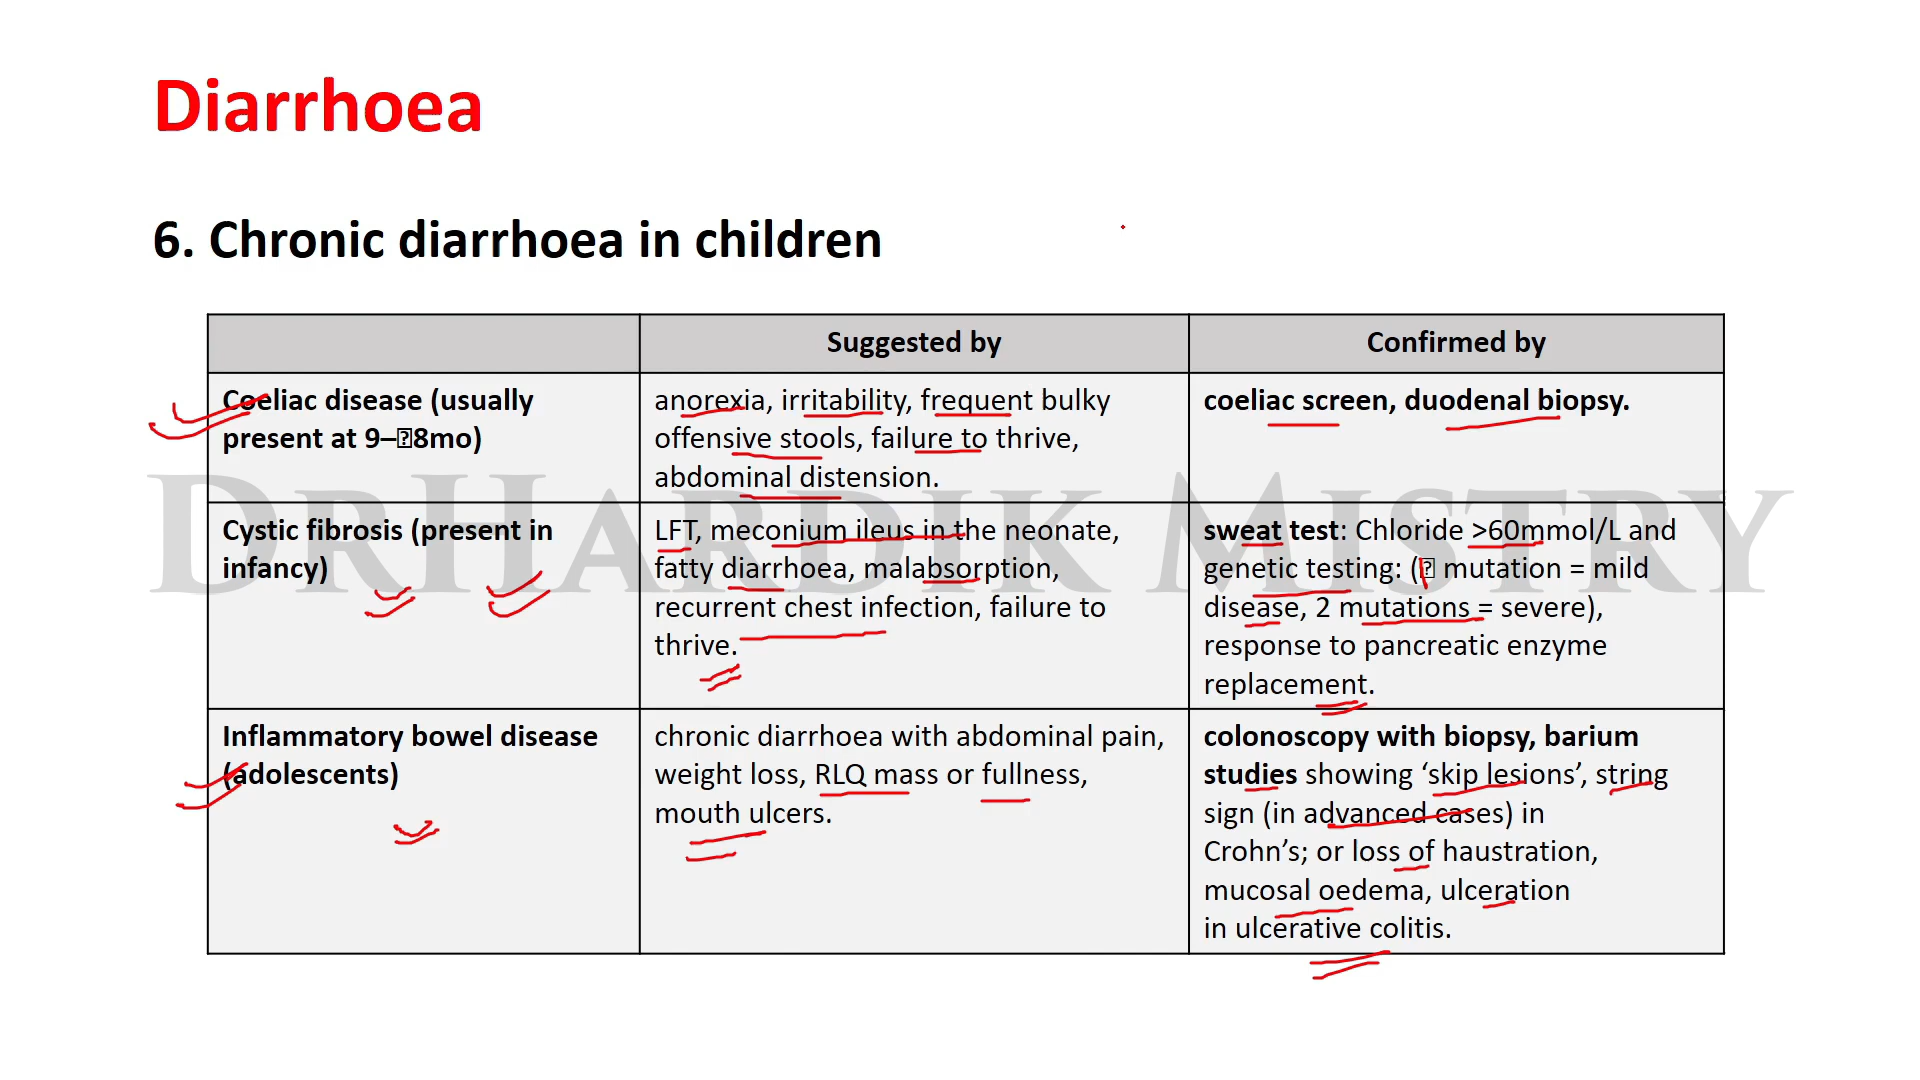 Diarrhoea
6. Chronic diarrhoea in children
Suggested by
Confirmed by
Coeliac disease (usually
present at 9–8mo)
anorexia, irritability, frequent bulky
offensive stools, failure to thrive,
abdominal distension.
coeliac screen, duodenal biopsy.
Cystic fibrosis (present in
infancy)
LFT, meconium ileus in the neonate,
fatty diarrhoea, malabsorption,
recurrent chest infection, failure to
thrive.
sweat test: Chloride >60mmol/L and
genetic testing: ( mutation = mild
disease, 2 mutations = severe),
response to pancreatic enzyme
replacement.
Inflammatory bowel disease
(adolescents)
chronic diarrhoea with abdominal pain,
weight loss, RLQ mass or fullness,
mouth ulcers.
colonoscopy with biopsy, barium
studies showing ‘skip lesions’, string
sign (in advanced cases) in
Crohn’s; or loss of haustration,
mucosal oedema, ulceration
in ulcerative colitis.
DRHARDIK MISTRY